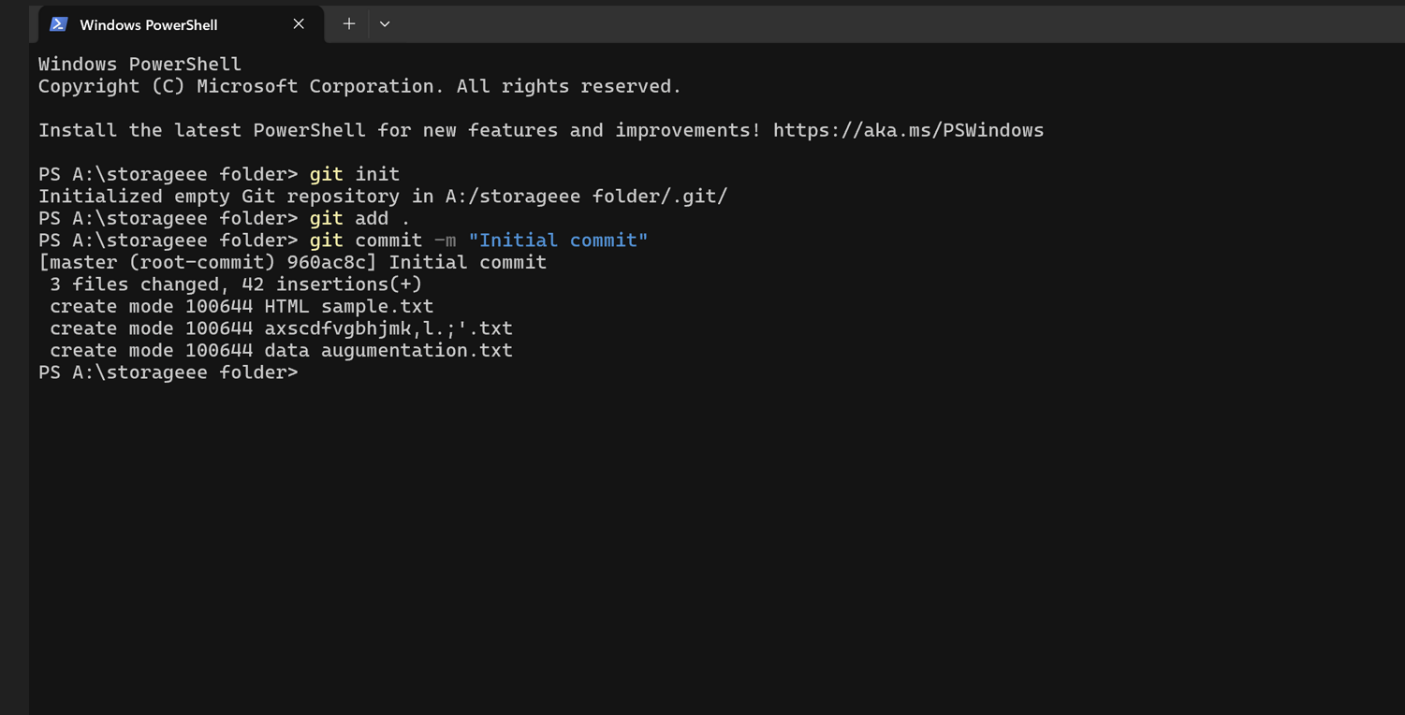 Windows PowerShell
Windows PowerShell
Copyright (C) Microsoft Corporation. All rights reserved.
Install the latest PowerShell for new features and improvements! https://aka.ms/PSWindows
PS A:\storageee folder> git init
Initialized empty Git repository in A:/storageee folder/.git/
PS A:\storageee folder> git add .
PS A:\storageee folder> git commit -m "Initial commit"
[master (root-commit) 960ac8c] Initial commit
 3 files changed, 42 insertions(+)
 create mode 100644 HTML sample.txt
 create mode 100644 axscdfvgbhjmk,l.;'.txt
 create mode 100644 data augumentation.txt
PS A:\storageee folder>